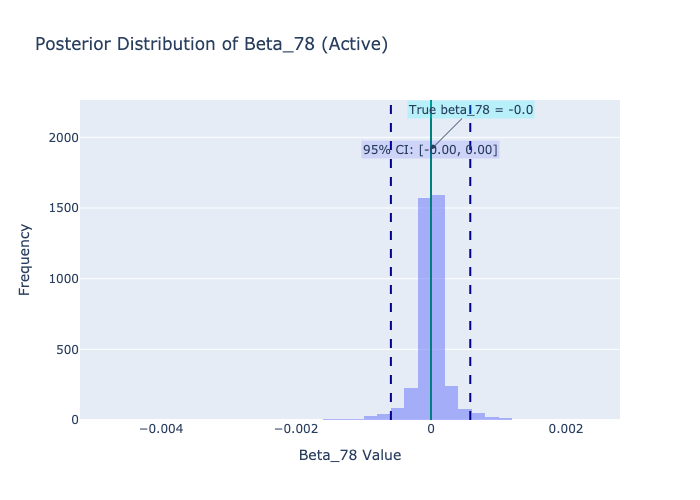 Posterior Distribution of Beta_78 (Active)
True beta_78 = -0.0
95% CI: [-0.00, 0.00]
2000
1500
1000
500
0
Frequency
−0.004
−0.002
0
0.002
Beta_78 Value